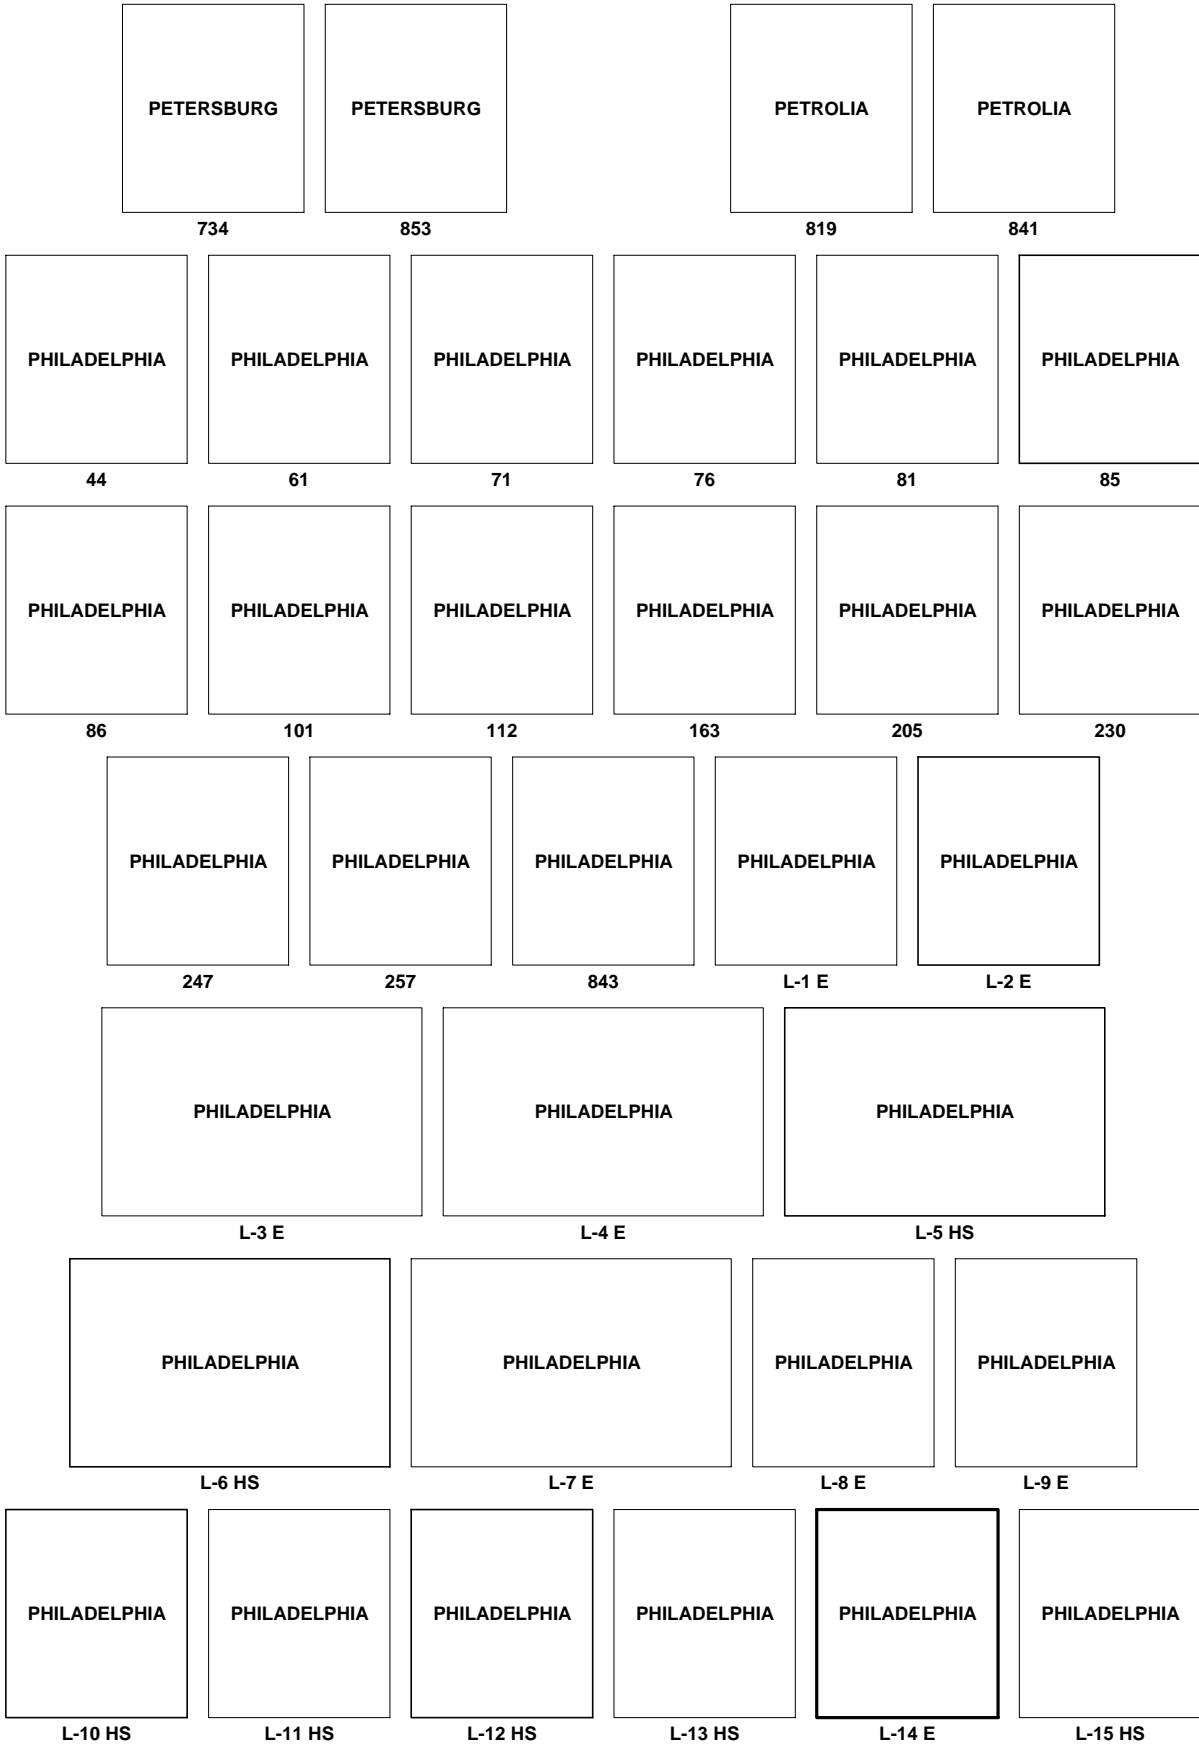 PETERSBURG PETERSBURG PETROLIA PETROLIA
734 853 819 841
PHILADELPHIA PHILADELPHIA PHILADELPHIA PHILADELPHIA PHILADELPHIA PHILADELPHIA
44 61 71 76 81 85
PHILADELPHIA PHILADELPHIA PHILADELPHIA PHILADELPHIA PHILADELPHIA PHILADELPHIA
86 101 112 163 205 230
PHILADELPHIA PHILADELPHIA PHILADELPHIA PHILADELPHIA PHILADELPHIA
247 257 843 L-1 E L-2 E
PHILADELPHIA PHILADELPHIA PHILADELPHIA
L-3 E L-4 E L-5 HS
PHILADELPHIA PHILADELPHIA PHILADELPHIA PHILADELPHIA
L-6 HS L-7 E L-8 E L-9 E
PHILADELPHIA PHILADELPHIA PHILADELPHIA PHILADELPHIA PHILADELPHIA PHILADELPHIA
L-10 HS L-11 HS L-12 HS L-13 HS L-14 E L-15 HS